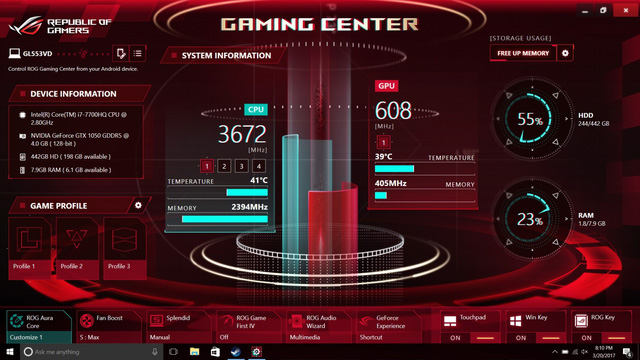 REPUBLIC OF
GAMERS
GAMING CENTER
GL553VD
Control ROG Gaming Center from your Android device.
SYSTEM INFORMATION
[STORAGE USAGE]
FREE UP MEMORY
DEVICE INFORMATION
Intel(R) Core(TM) i7-7700HQ CPU @
2.80GHz
NVIDIA GeForce GTX 1050 GDDR5 @
4.0 GB ( 128-bit )
442GB HD ( 198 GB available )
7.9GB RAM ( 6.1 GB available )
CPU
3672
[MHz]
1 2 3 4
TEMPERATURE 41°C
MEMORY 2394MHz
GPU
608
[MHz]
1
39°C TEMPERATURE
405MHz MEMORY
55%
HDD
244/442 GB
23%
RAM
1.8/7.9 GB
GAME PROFILE
Profile 1
Profile 2
Profile 3
ROG Aura
Core
Customize 1
Fan Boost
S : Max
Splendid
Manual
ROG Game
First IV
Off
ROG Audio
Wizard
Multimedia
GeForce
Experience
Shortcut
Touchpad
ON
Win Key
ON
ROG Key
ON
Ask me anything
8:10 PM
3/20/2017